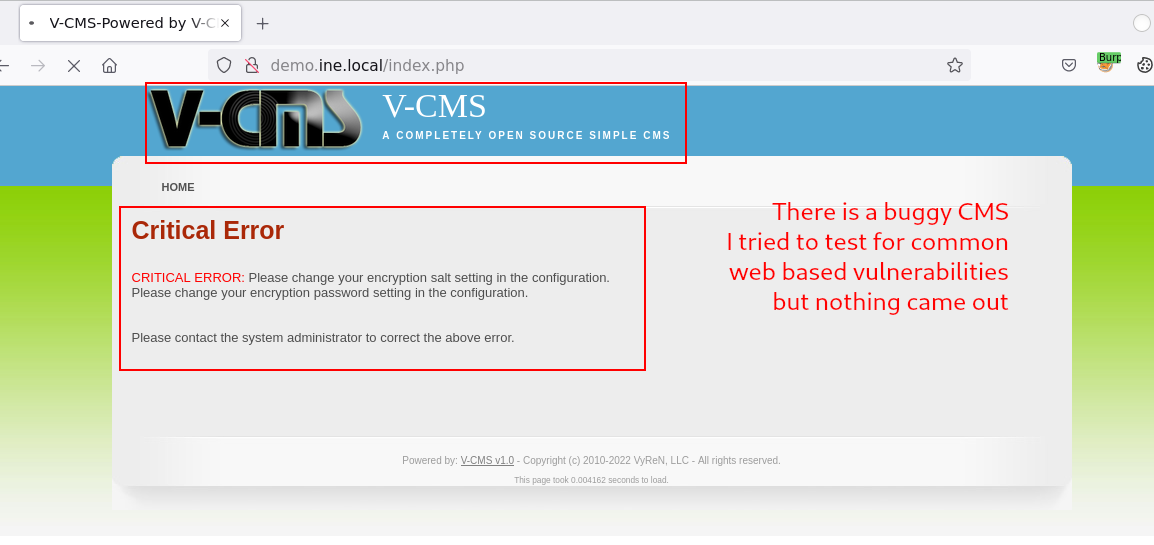 V-CMS-Powered by V-C
demo.ine.local/index.php
Burp
V-CMS
V-CMS
A COMPLETELY OPEN SOURCE SIMPLE CMS
HOME
Critical Error
There is a buggy CMS
I tried to test for common
web based vulnerabilities
but nothing came out
CRITICAL ERROR: Please change your encryption salt setting in the configuration.
Please change your encryption password setting in the configuration.
Please contact the system administrator to correct the above error.
Powered by: V-CMS v1.0 - Copyright (c) 2010-2022 VyReN, LLC - All rights reserved.
This page took 0.004162 seconds to load.